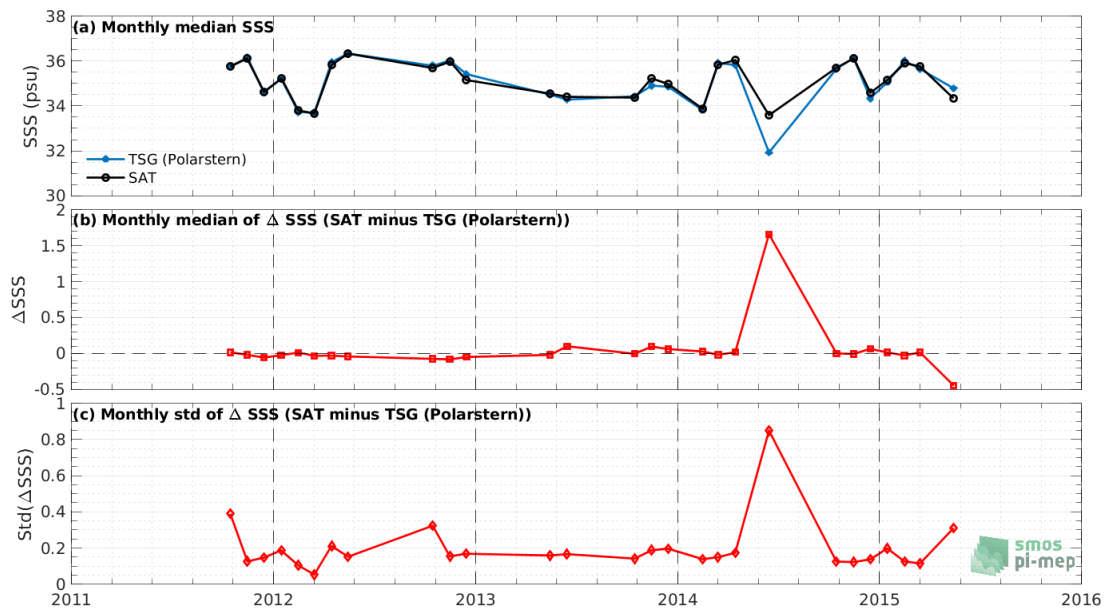 (a) Monthly median SSS
38
36
34
32
30
SSS (psu)
TSG (Polarstern)
SAT
(b) Monthly median of Δ SSS (SAT minus TSG (Polarstern))
2
1.5
1
0.5
0
-0.5
ΔSSS
(c) Monthly std of Δ SSS (SAT minus TSG (Polarstern))
1
0.8
0.6
0.4
0.2
0
Std(ΔSSS)
smos
pi-mep
2011 2012 2013 2014 2015 2016